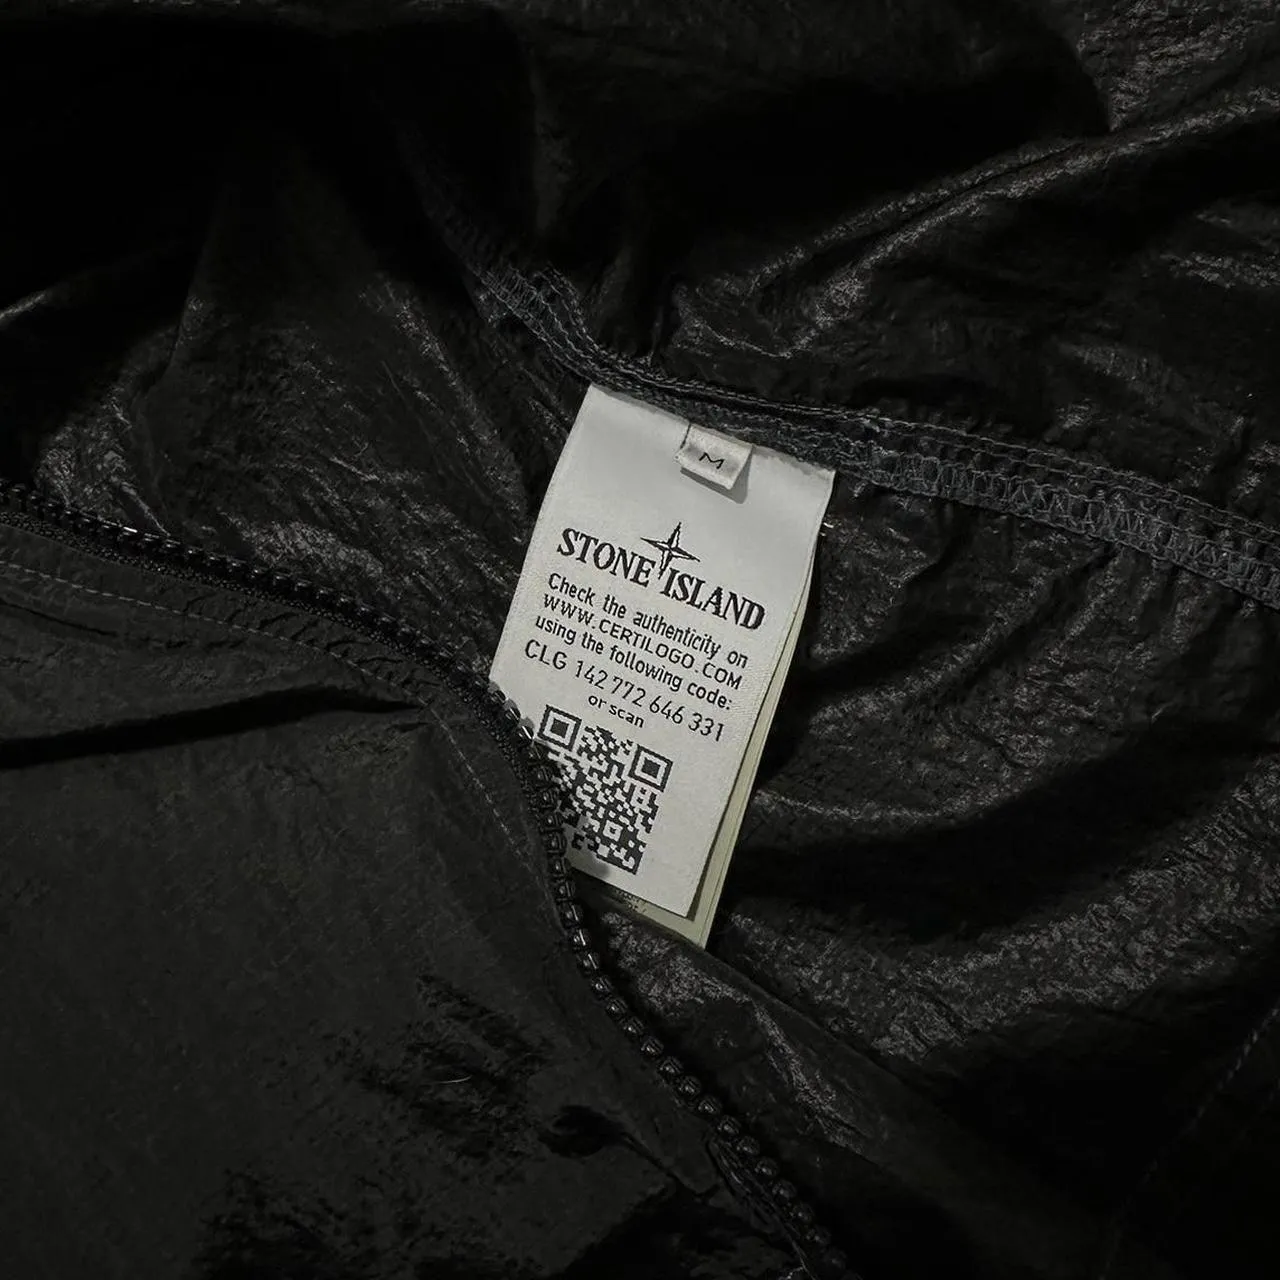 M
STONE ISLAND
Check the authenticity on
WWW.CERTILOGO.COM
using the following code:
CLG 142 772 646 331
or scan